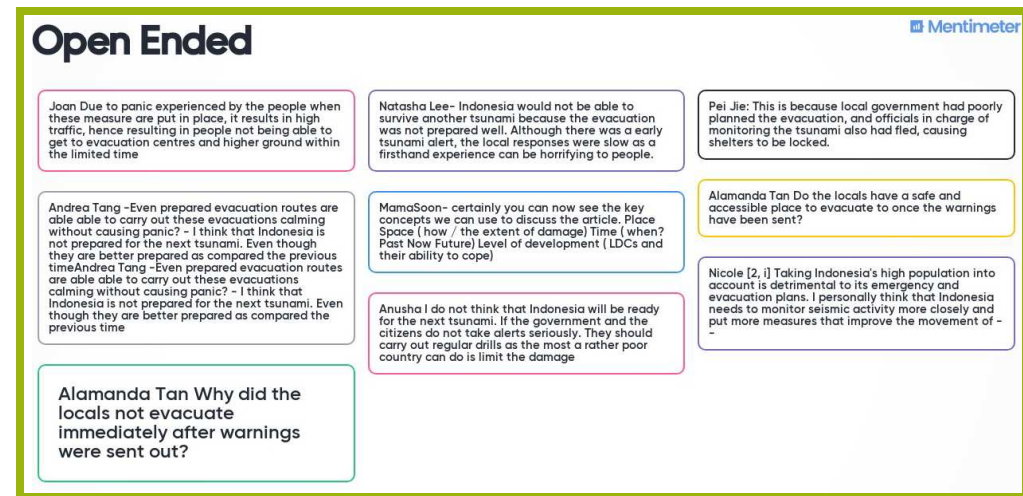 Open Ended
Mentimeter
Joan Due to panic experienced by the people when
these measure are put in place, it results in high
traffic, hence resulting in people not being able to
get to evacuation centres and higher ground within
the limited time
Andrea Tang -Even prepared evacuation routes are
able able to carry out these evacuations calming
without causing panic? - I think that Indonesia is
not prepared for the next tsunami. Even though
they are better prepared as compared the previous
timeAndrea Tang -Even prepared evacuation routes
are able able to carry out these evacuations
calming without causing panic? - I think that
Indonesia is not prepared for the next tsunami. Even
though they are better prepared as compared the
previous time
Alamanda Tan Why did the
locals not evacuate
immediately after warnings
were sent out?
Natasha Lee- Indonesia would not be able to
survive another tsunami because the evacuation
was not prepared well. Although there was a early
tsunami alert, the local responses were slow as a
firsthand experience can be horrifying to people.
MamaSoon- certainly you can now see the key
concepts we can use to discuss the article. Place
Space ( how / the extent of damage) Time ( when?
Past Now Future) Level of development ( LDCs and
their ability to cope)
Anusha I do not think that Indonesia will be ready
for the next tsunami. If the government and the
citizens do not take alerts seriously. They should
carry out regular drills as the most a rather poor
country can do is limit the damage
Pei Jie: This is because local government had poorly
planned the evacuation, and officials in charge of
monitoring the tsunami also had fled, causing
shelters to be locked.
Alamanda Tan Do the locals have a safe and
accessible place to evacuate to once the warnings
have been sent?
Nicole [2, i] Taking Indonesia's high population into
account is detrimental to its emergency and
evacuation plans. I personally think that Indonesia
needs to monitor seismic activity more closely and
put more measures that improve the movement of -
-